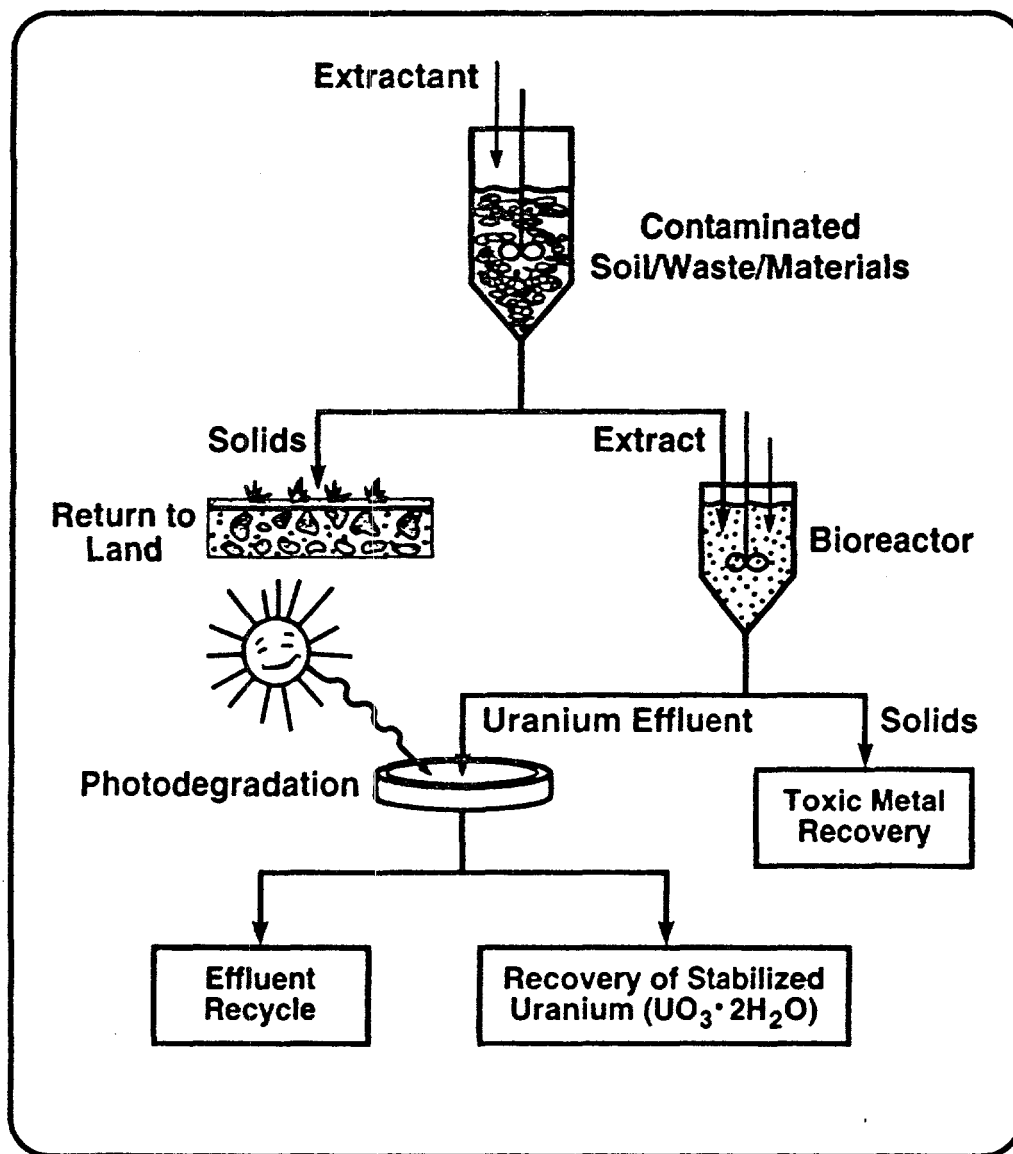 Extractant
Contaminated
Soil/Waste/Materials
Solids
Extract
Return to
Land
Bioreactor
Uranium Effluent
Solids
Photodegradation
Toxic Metal
Recovery
Effluent
Recycle
Recovery of Stabilized
Uranium (UO₃· 2H₂O)